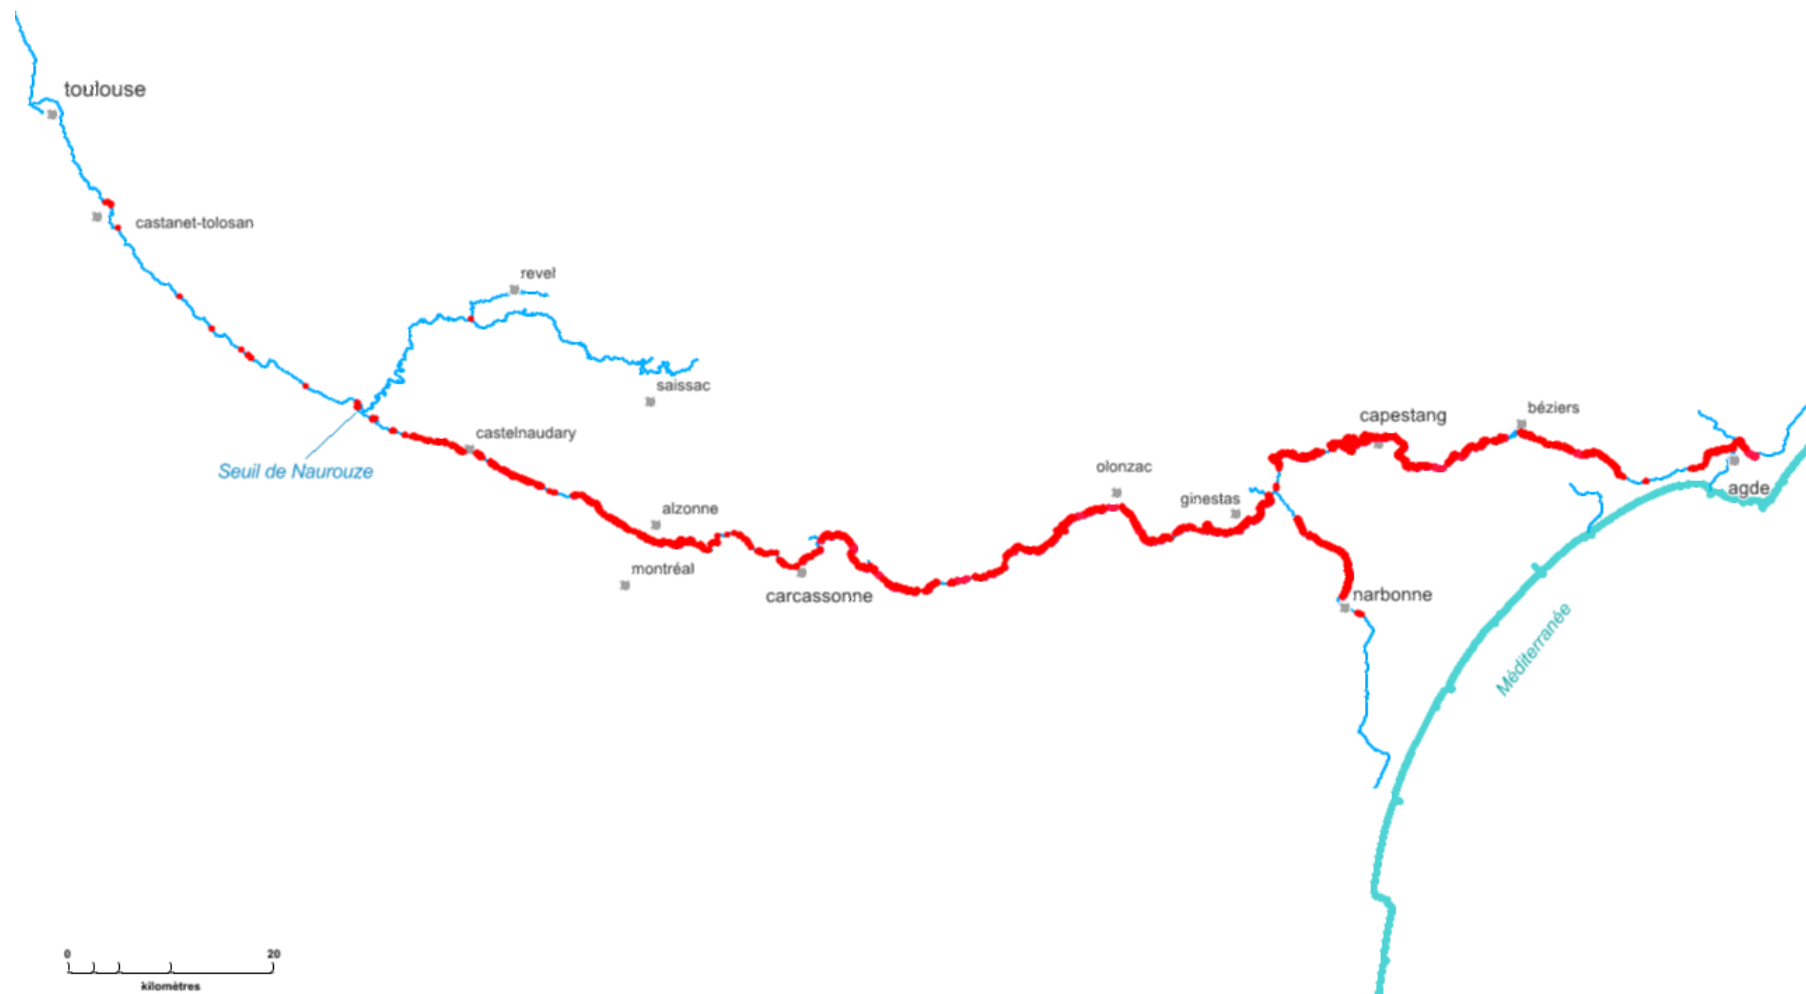 toulouse
castanet-tolosan
revel
saissac
castelnaudary
Seuil de Naurouze
capestang
béziers
olonzac
ginestas
agde
alzonne
montréal
carcassonne
narbonne
Méditerranée
0 20
kilomètres